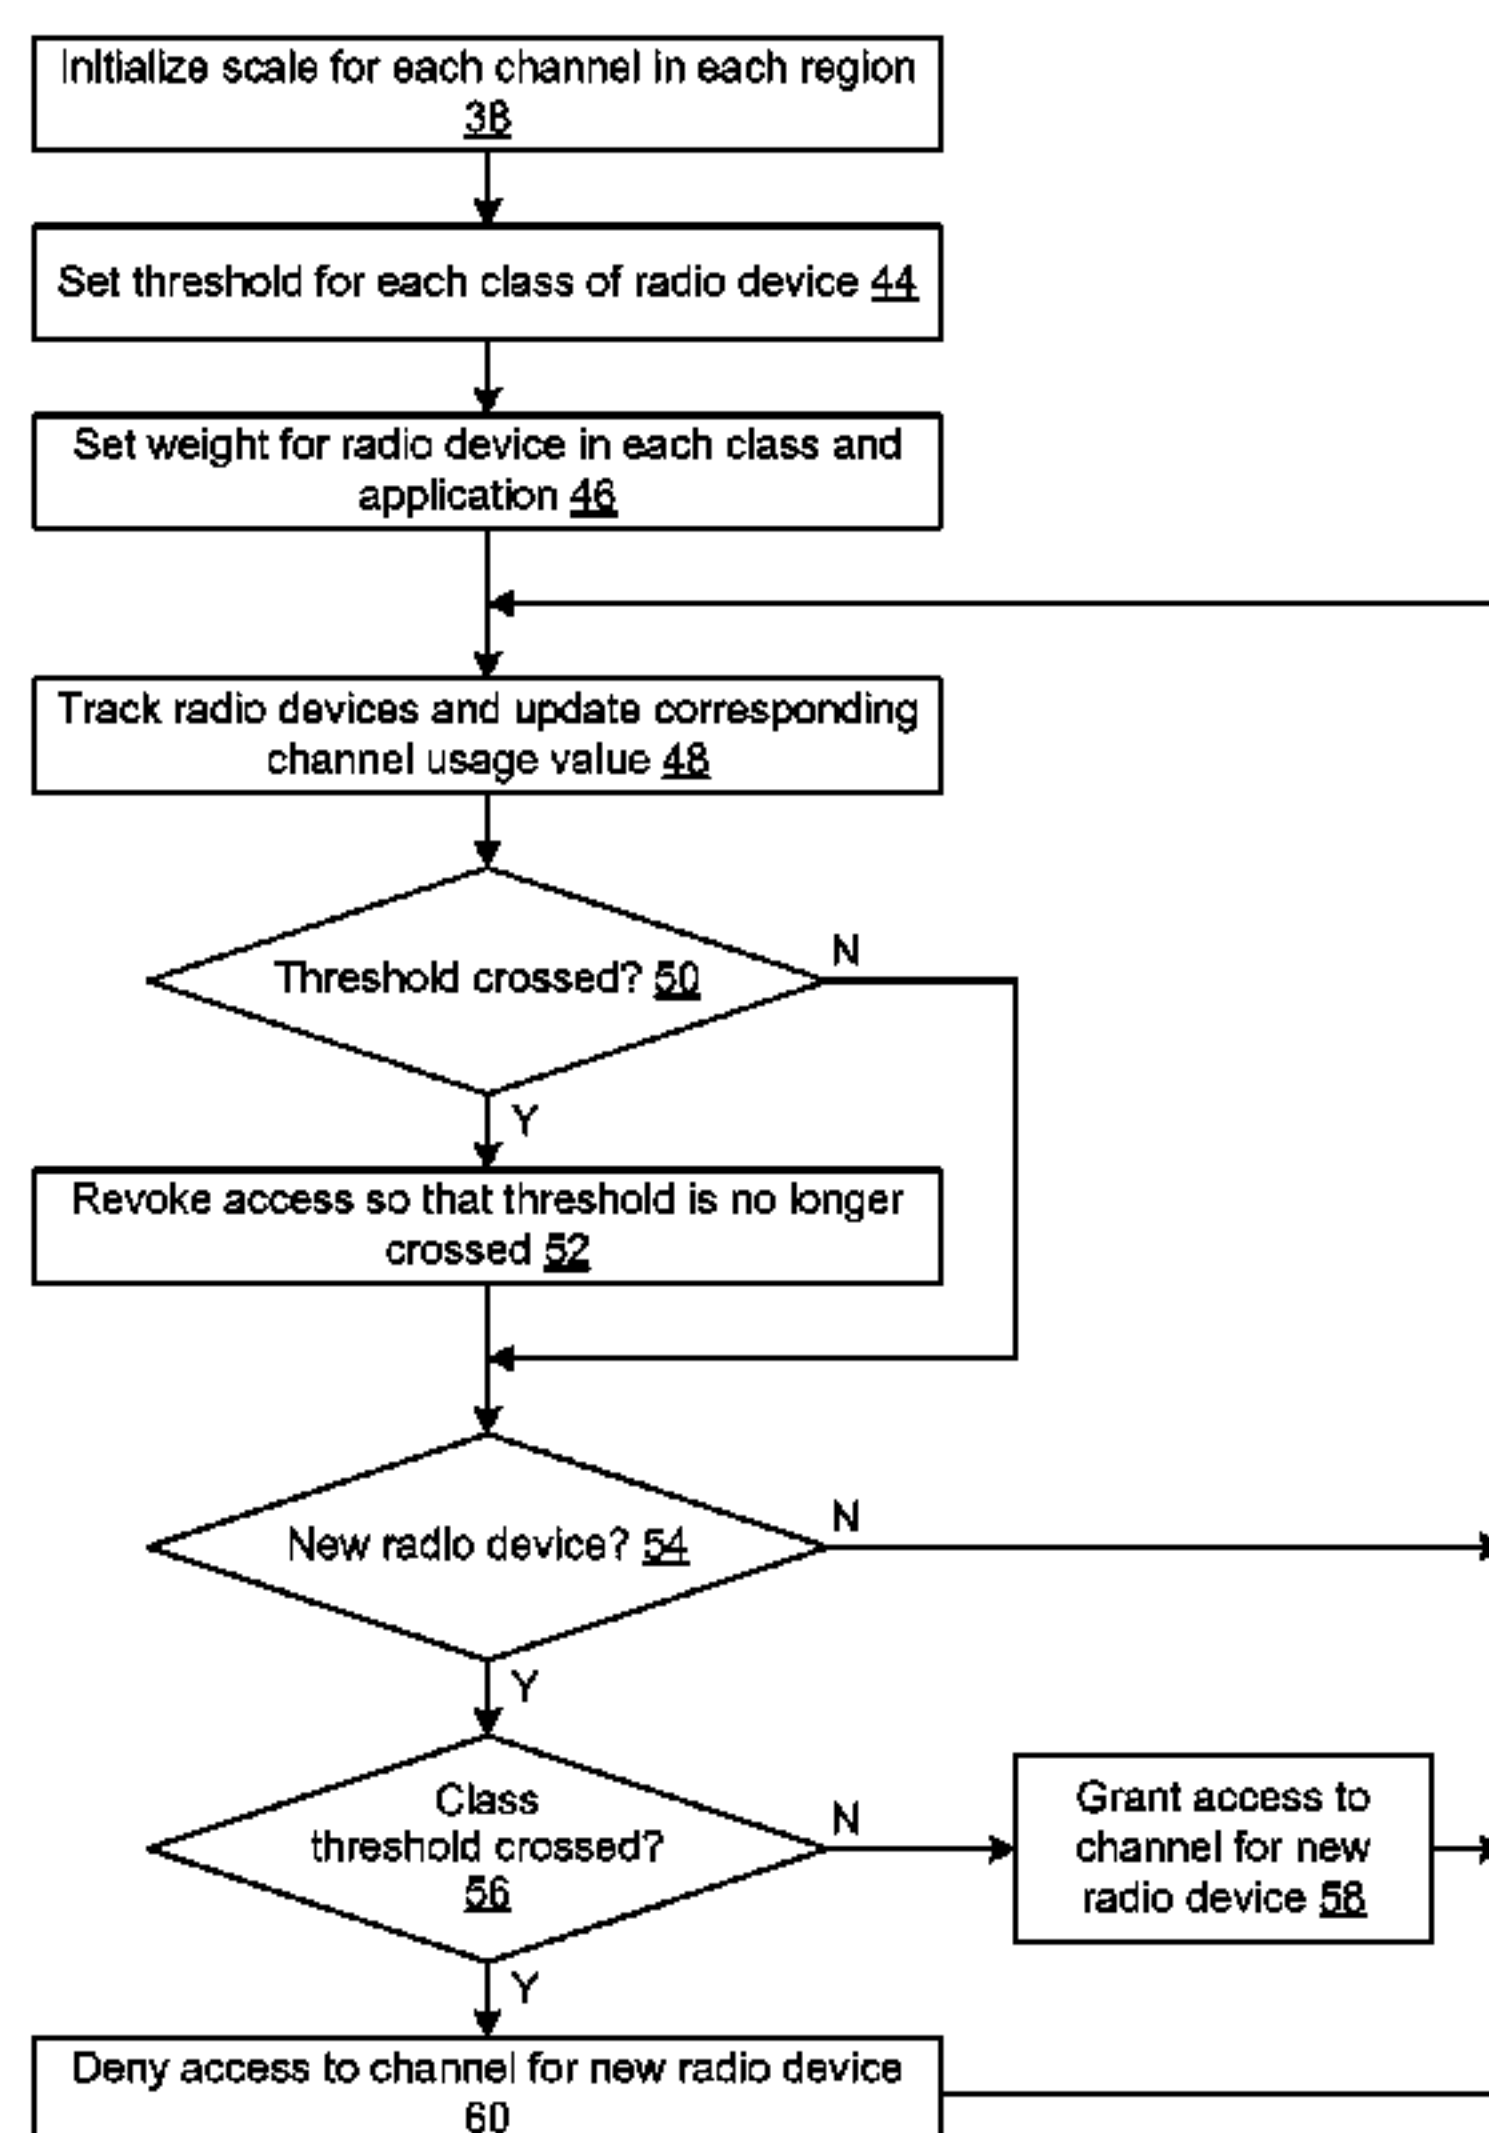 Initialize scale for each channel in each region
38
Set threshold for each class of radio device 44
Set weight for radio device in each class and
application 46
Track radio devices and update corresponding
channel usage value 48
Threshold crossed? 50
N
Y
Revoke access so that threshold is no longer
crossed 52
New radio device? 54
N
Y
Class
threshold crossed?
56
N
Grant access to
channel for new
radio device 58
Y
Deny access to channel for new radio device
60